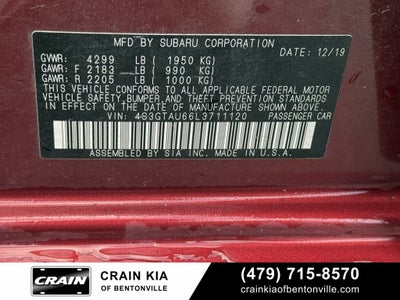 MFD BY SUBARU CORPORATION
GVWR: 4299 LB ( 1950 KG) DATE: 12/19
GAWR: F 2183 LB ( 990 KG)
GAWR: R 2205 LB ( 1000 KG)
THIS VEHICLE CONFORMS TO ALL APPLICABLE FEDERAL MOTOR
VEHICLE SAFETY, BUMPER, AND THEFT PREVENTION STANDARDS
IN EFFECT ON THE DATE OF MANUFACTURE SHOWN ABOVE.
VIN: 4S3GTAU66L3711120 PASSENGER CAR
ASSEMBLED BY SIA MADE IN U.S.A.
CRAIN
CRAIN KIA
OF BENTONVILLE
(479) 715-8570
crainkiaofbentonville.com